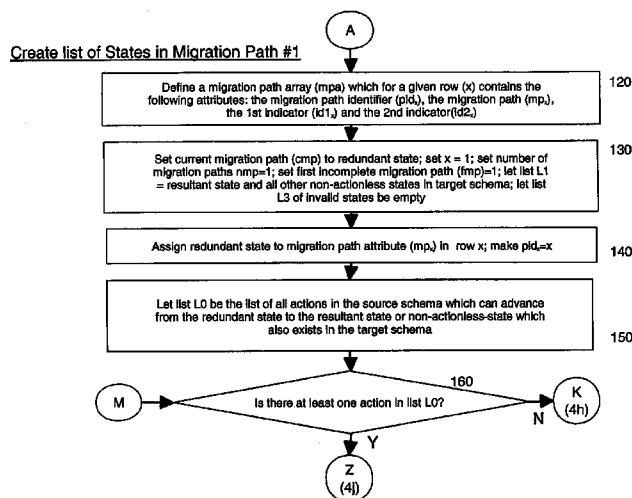 A
Create list of States in Migration Path #1
Define a migration path array (mpa) which for a given row (x) contains
the following attributes: the migration path identifier (pidₓ), the migration path (mpₓ),
the 1st indicator (id1ₓ) and the 2nd indicator(id2ₓ)
120
Set current migration path (cmp) to redundant state; set x = 1; set number of
migration paths nmp=1; set first incomplete migration path (fmp)=1; let list L1
= resultant state and all other non-actionless states in target schema; let list
L3 of invalid states be empty
130
Assign redundant state to migration path attribute (mpₓ) in row x; make pidₓ=x
140
Let list L0 be the list of all actions in the source schema which can advance
from the redundant state to the resultant state or non-actionless-state which
also exists in the target schema
150
160
M
Is there at least one action in list L0?
K
(4h)
N
Y
Z
(4j)